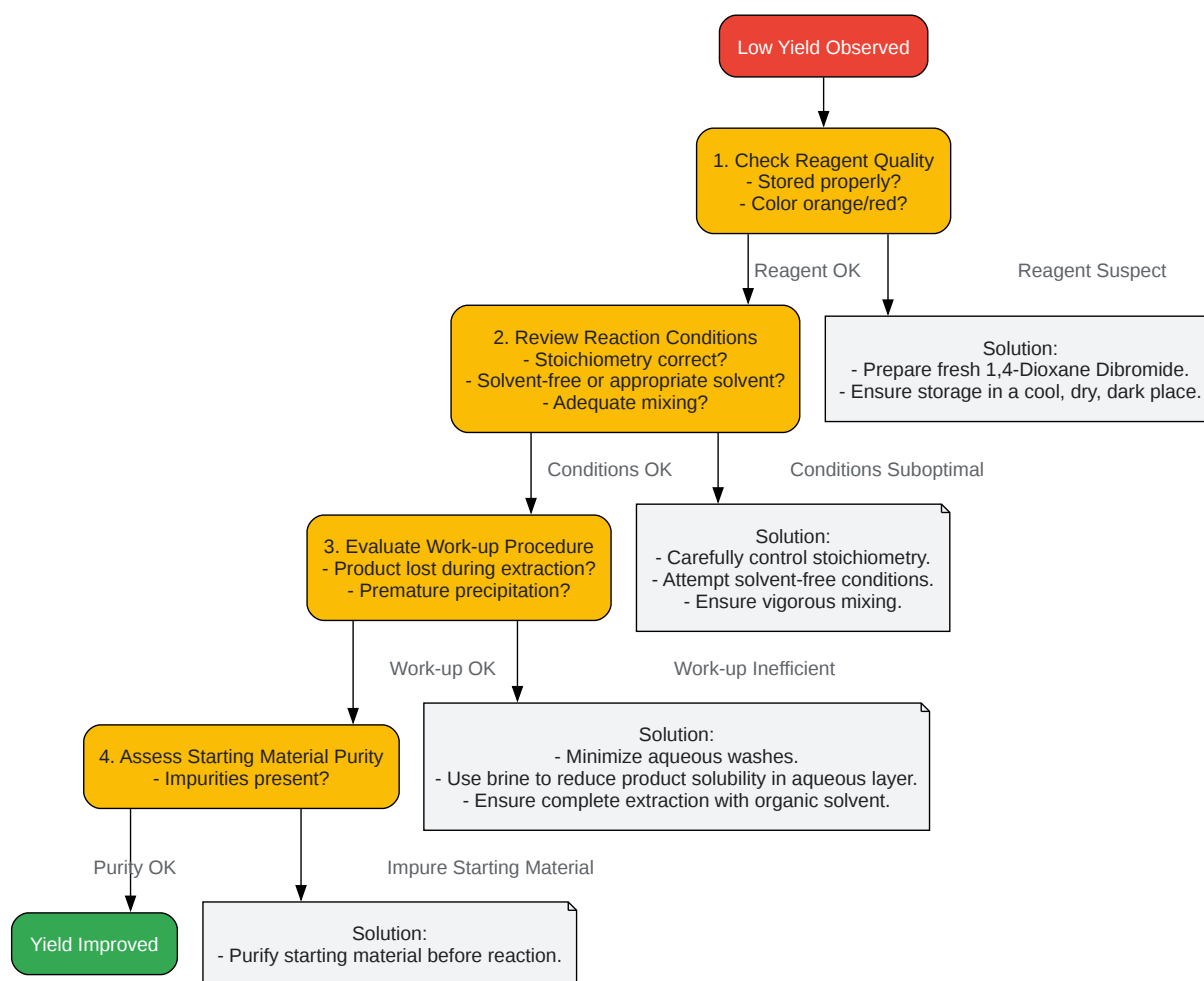 Low Yield Observed
1. Check Reagent Quality
- Stored properly?
- Color orange/red?
Reagent OK
Reagent Suspect
2. Review Reaction Conditions
- Stoichiometry correct?
- Solvent-free or appropriate solvent?
- Adequate mixing?
Solution:
- Prepare fresh 1,4-Dioxane Dibromide.
- Ensure storage in a cool, dry, dark place.
Conditions OK
Conditions Suboptimal
3. Evaluate Work-up Procedure
- Product lost during extraction?
- Premature precipitation?
Solution:
- Carefully control stoichiometry.
- Attempt solvent-free conditions.
- Ensure vigorous mixing.
Work-up OK
Work-up Inefficient
4. Assess Starting Material Purity
- Impurities present?
Solution:
- Minimize aqueous washes.
- Use brine to reduce product solubility in aqueous layer.
- Ensure complete extraction with organic solvent.
Purity OK
Impure Starting Material
Yield Improved
Solution:
- Purify starting material before reaction.